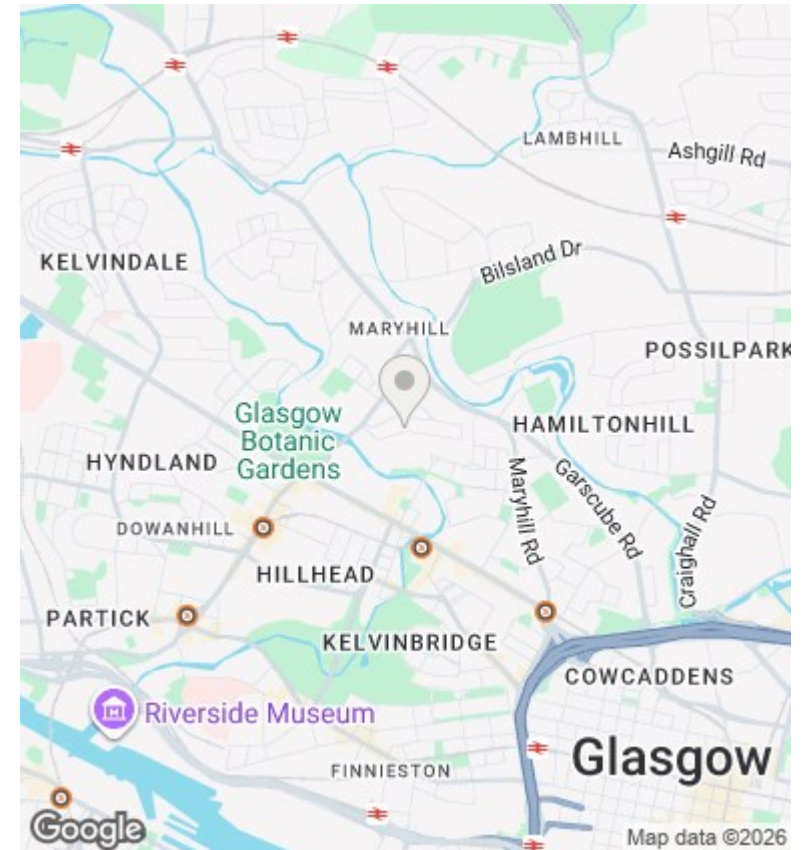 LAMBHILL
Ashgill Rd
KELVINDALE
Bilsland Dr
MARYHILL
POSSILPARK
Glasgow
Botanic
Gardens
HAMILTONHILL
HYNDLAND
Maryhill Rd
Garscube Rd
Craighall Rd
DOWANHILL
HILLHEAD
PARTICK
KELVINBRIDGE
COWCADDENS
Riverside Museum
Glasgow
FINNIESTON
Google
Map data ©2026